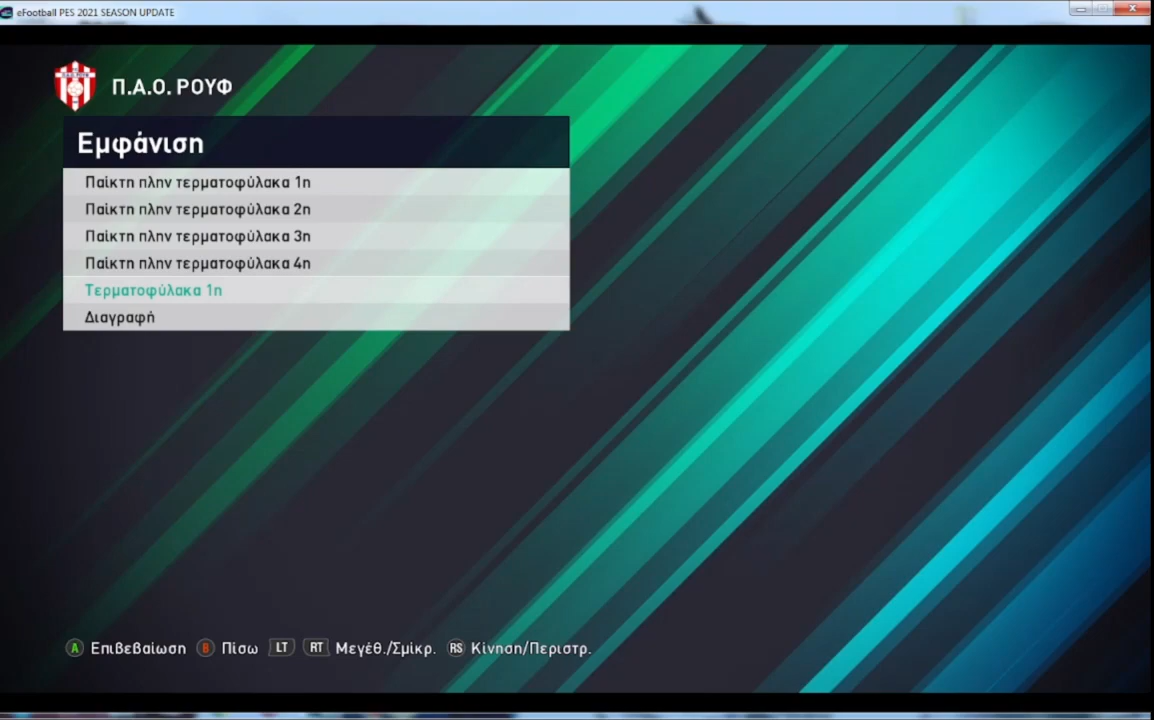 eFootball PES 2021 SEASON UPDATE
Π.Α.Ο. ΡΟΥΦ
Εμφάνιση
Παίκτη πλην τερματοφύλακα 1η
Παίκτη πλην τερματοφύλακα 2η
Παίκτη πλην τερματοφύλακα 3η
Παίκτη πλην τερματοφύλακα 4η
Τερματοφύλακα 1η
Διαγραφή
A Επιβεβαίωση B Πίσω LT RT Μεγέθ./Σμίκρ. RS Κίνηση/Περιστρ.